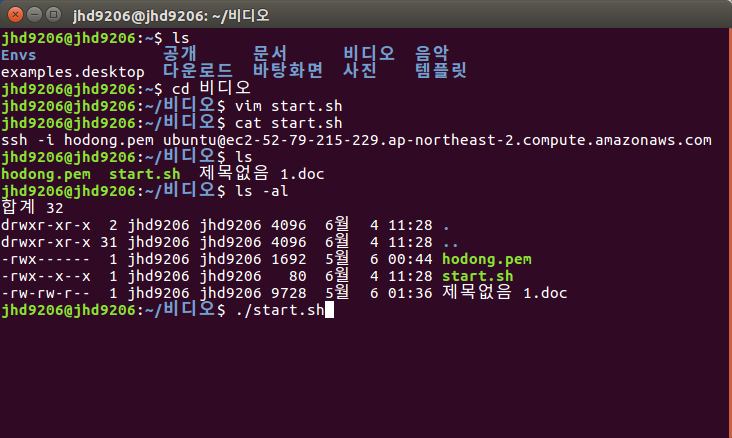 jhd9206@jhd9206: ~/비디오
jhd9206@jhd9206:~$ ls
Envs 공개 문서 비디오 음악
examples.desktop 다운로드 바탕화면 사진 템플릿
jhd9206@jhd9206:~$ cd 비디오
jhd9206@jhd9206:~/비디오$ vim start.sh
jhd9206@jhd9206:~/비디오$ cat start.sh
ssh -i hodong.pem ubuntu@ec2-52-79-215-229.ap-northeast-2.compute.amazonaws.com
jhd9206@jhd9206:~/비디오$ ls
hodong.pem start.sh 제목없음 1.doc
jhd9206@jhd9206:~/비디오$ ls -al
합계 32
drwxr-xr-x 2 jhd9206 jhd9206 4096 6월 4 11:28 .
drwxr-xr-x 31 jhd9206 jhd9206 4096 6월 4 11:28 ..
-rwx------ 1 jhd9206 jhd9206 1692 5월 6 00:44 hodong.pem
-rwx--x--x 1 jhd9206 jhd9206 80 6월 4 11:28 start.sh
-rw-rw-r-- 1 jhd9206 jhd9206 9728 5월 6 01:36 제목없음 1.doc
jhd9206@jhd9206:~/비디오$ ./start.sh